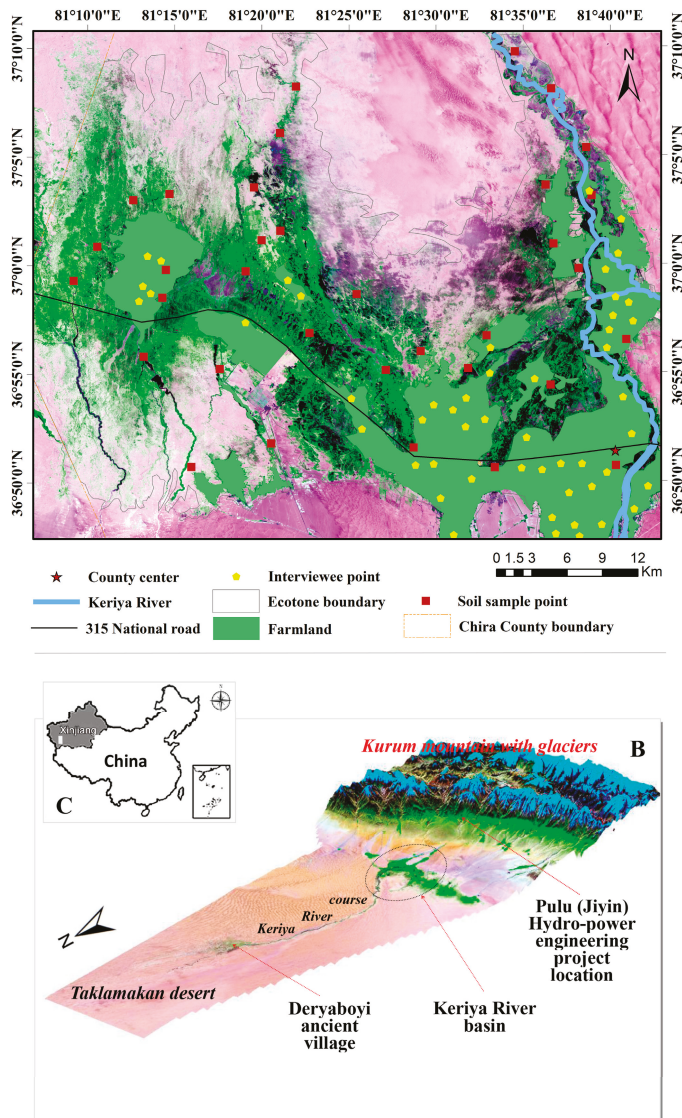 81°10'0"E 81°15'0"E 81°20'0"E 81°25'0"E 81°30'0"E 81°35'0"E 81°40'0"E
37°10'0"N 37°10'0"N
N
37°5'0"N 37°5'0"N
37°0'0"N 37°0'0"N
36°55'0"N 36°55'0"N
36°50'0"N 36°50'0"N
0 1.5 3 6 9 12
Km
County center Interviewee point
Keriya River Ecotone boundary Soil sample point
315 National road Farmland Chira County boundary
Xinjiang
China
C
Kurum mountain with glaciers B
N
course
River
Keriya
Pulu (Jiyin)
Hydro-power
engineering
project
location
Taklamakan desert
Deryaboyi
ancient
village
Keriya River
basin